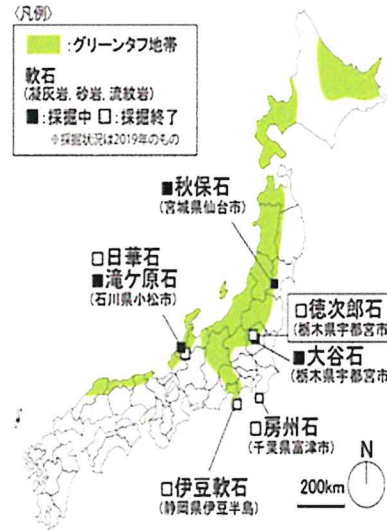 〈凡例〉
:グリーンタフ地帯
軟石
(凝灰岩, 砂岩, 流紋岩)
■:採掘中 □:採掘終了
※採掘状況は2019年のもの
■秋保石
(宮城県仙台市)
□日華石
■滝ケ原石
(石川県小松市)
□徳次郎石
(栃木県宇都宮市)
■大谷石
(栃木県宇都宮市)
□房州石
(千葉県富津市)
□伊豆軟石
(静岡県伊豆半島)
200km
N